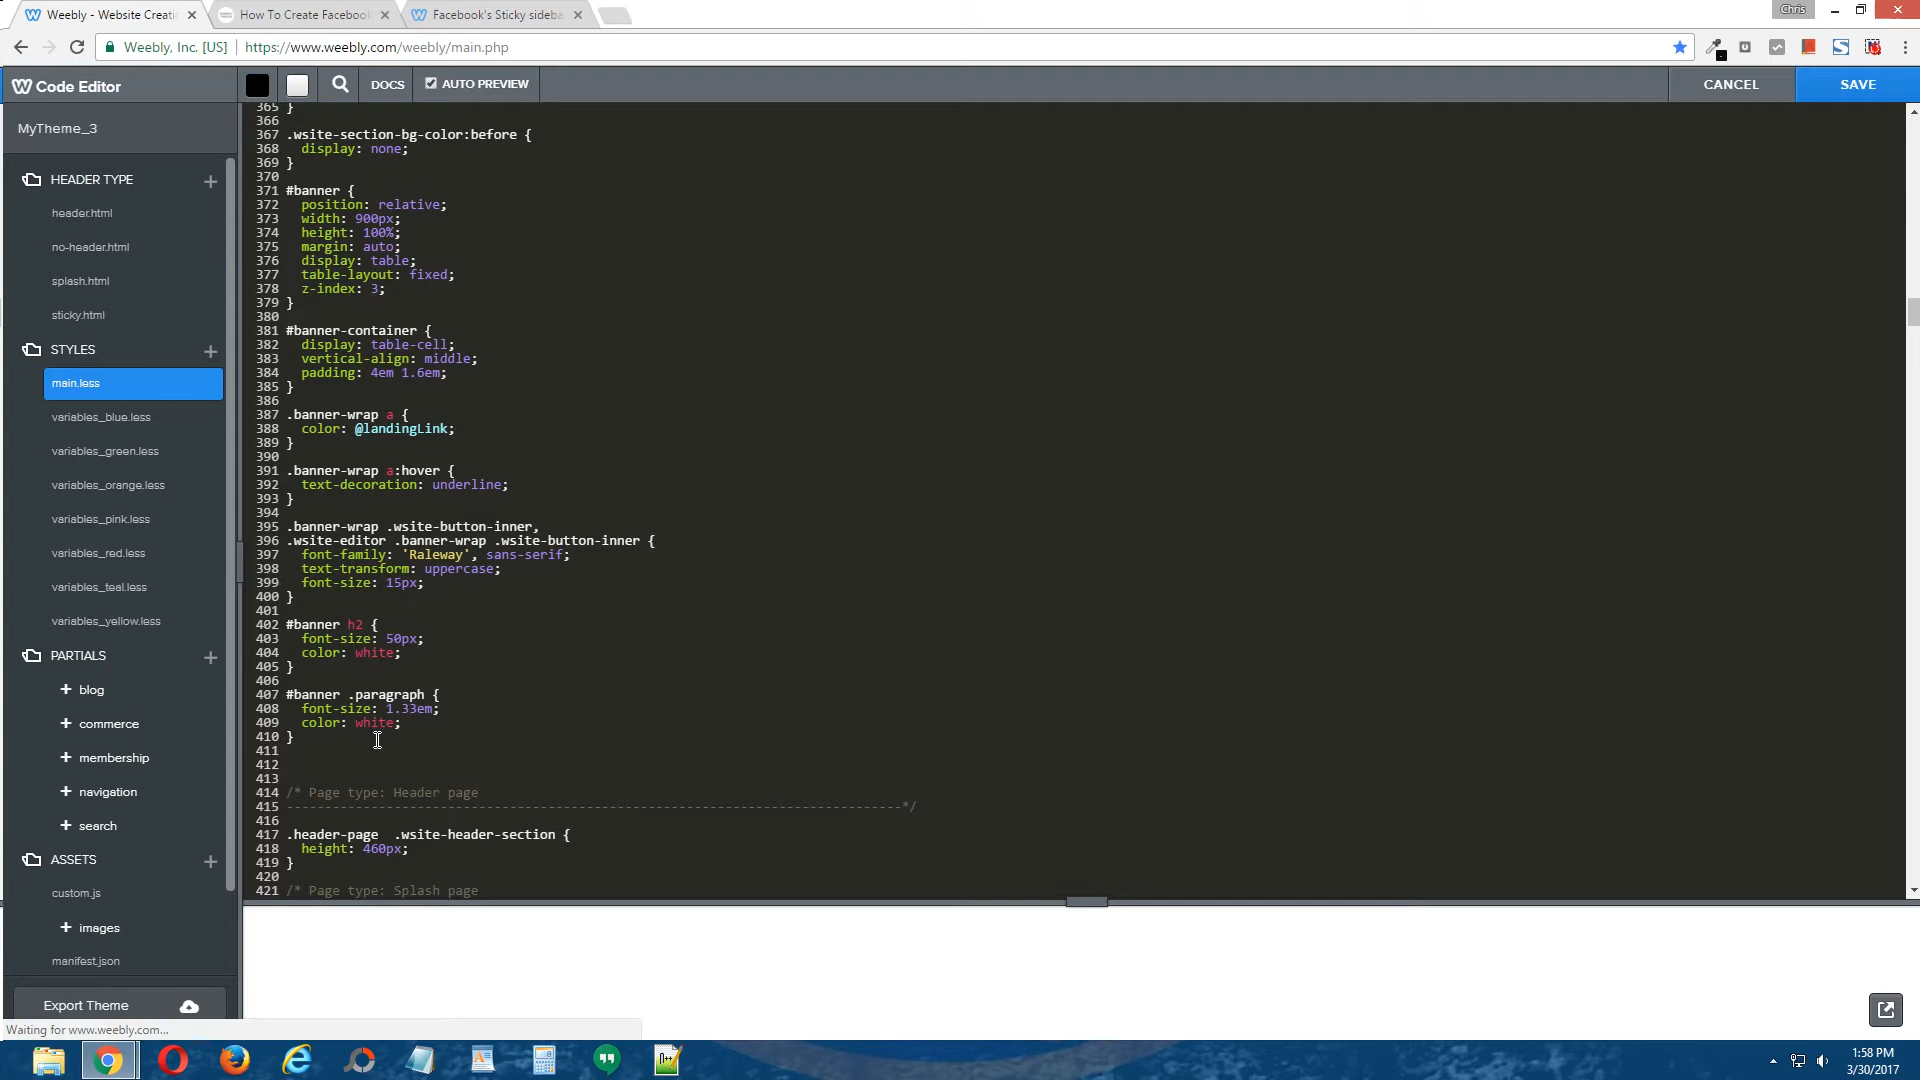 Weebly - Website Creatio
How To Create Facebook
Facebook's Sticky sideba
Chris
Weebly, Inc. [US]
https://www.weebly.com/weebly/main.php
Code Editor
DOCS
AUTO PREVIEW
CANCEL
SAVE
MyTheme_3
HEADER TYPE
header.html
no-header.html
splash.html
sticky.html
STYLES
main.less
variables_blue.less
variables_green.less
variables_orange.less
variables_pink.less
variables_red.less
variables_teal.less
variables_yellow.less
PARTIALS
blog
commerce
membership
navigation
search
ASSETS
custom.js
images
manifest.json
Export Theme
Waiting for www.weebly.com...
365 }
366
367 .wsite-section-bg-color:before {
368 display: none;
369 }
370
371 #banner {
372 position: relative;
373 width: 900px;
374 height: 100%;
375 margin: auto;
376 display: table;
377 table-layout: fixed;
378 z-index: 3;
379 }
380
381 #banner-container {
382 display: table-cell;
383 vertical-align: middle;
384 padding: 4em 1.6em;
385 }
386
387 .banner-wrap a {
388 color: @landingLink;
389 }
390
391 .banner-wrap a:hover {
392 text-decoration: underline;
393 }
394
395 .banner-wrap .wsite-button-inner,
396 .wsite-editor .banner-wrap .wsite-button-inner {
397 font-family: 'Raleway', sans-serif;
398 text-transform: uppercase;
399 font-size: 15px;
400 }
401
402 #banner h2 {
403 font-size: 50px;
404 color: white;
405 }
406
407 #banner .paragraph {
408 font-size: 1.33em;
409 color: white;
410 }
411
412
413
414 /* Page type: Header page
415 --------------------------------------------------------------------------------*/
416
417 .header-page .wsite-header-section {
418 height: 460px;
419 }
420
421 /* Page type: Splash page
1:58 PM
3/30/2017